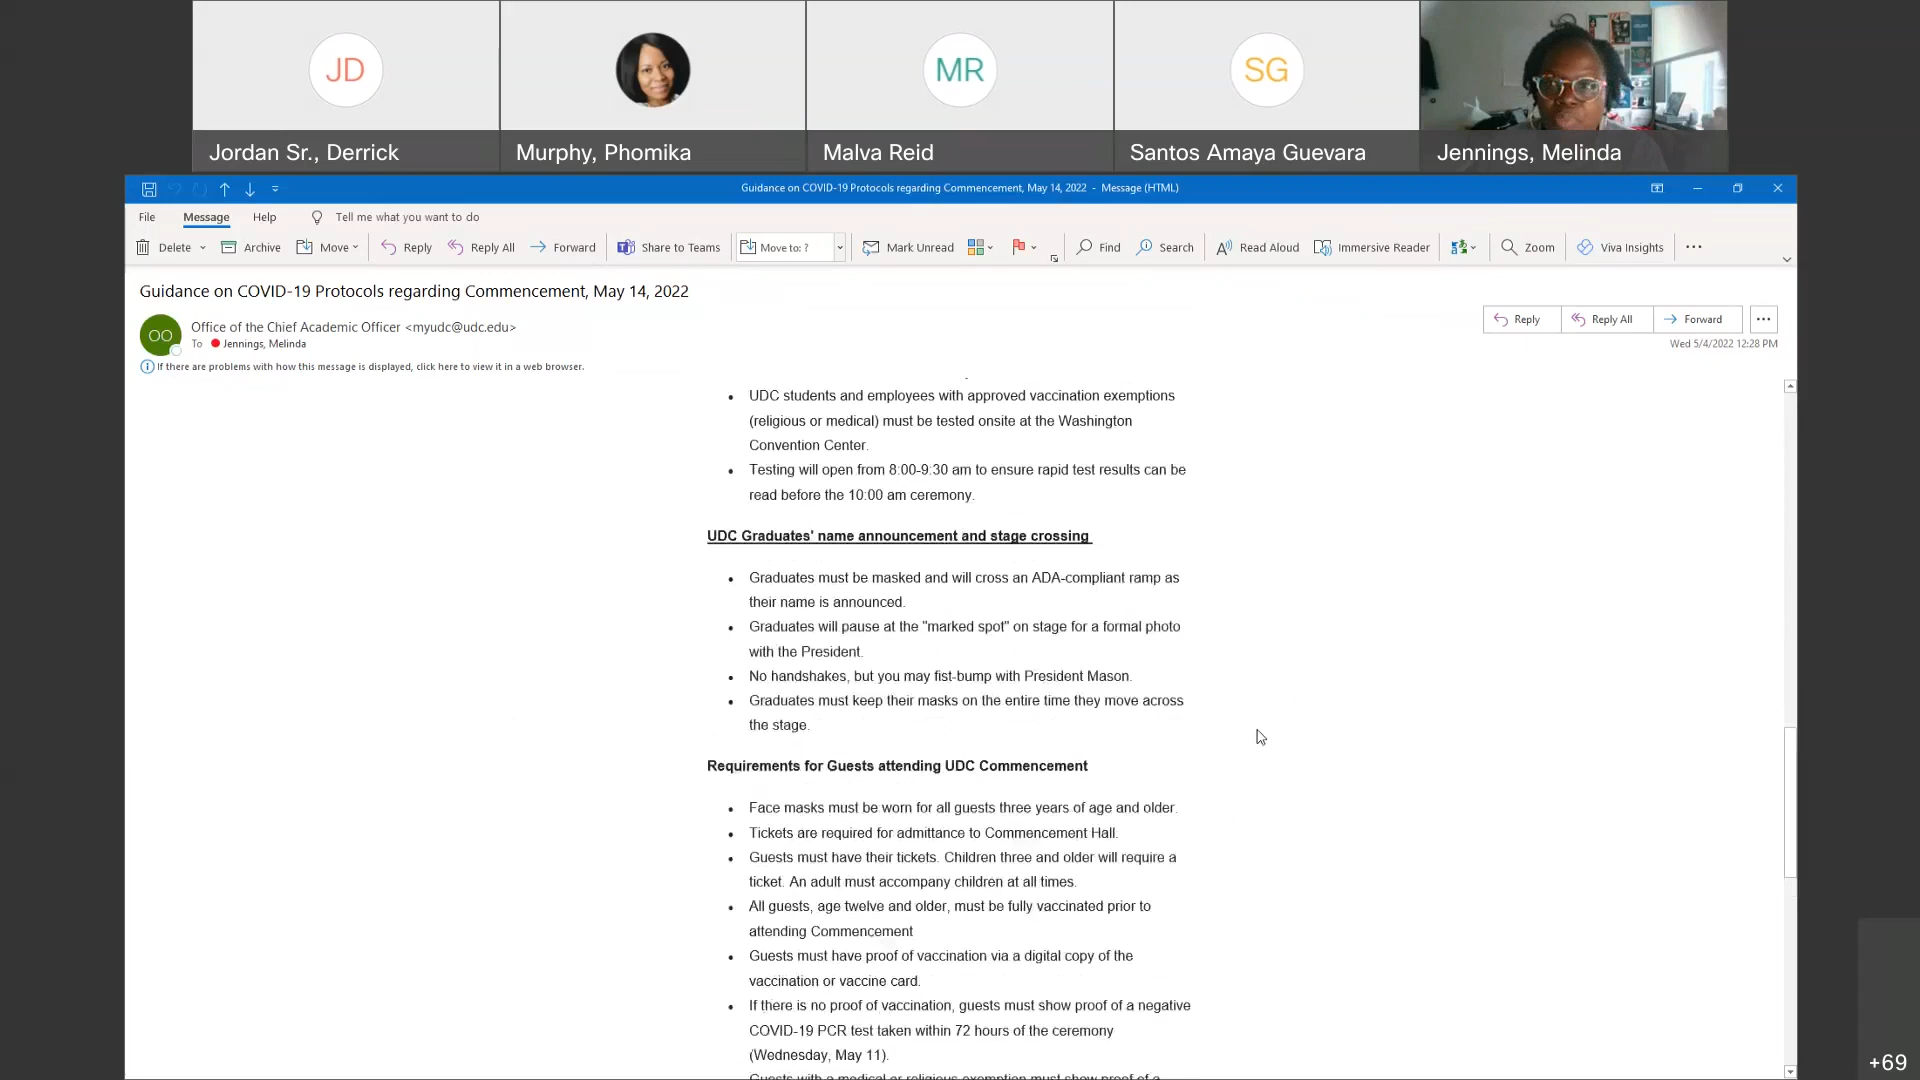 JD
MR
SG
Jordan Sr., Derrick
Murphy, Phomika
Malva Reid
Santos Amaya Guevara
Jennings, Melinda
Guidance on COVID-19 Protocols regarding Commencement, May 14, 2022 - Message (HTML)
File Message Help Tell me what you want to do
Delete Archive Move Reply Reply All Forward Share to Teams Move to: ? Mark Unread Find Search Read Aloud Immersive Reader Zoom Viva Insights
Guidance on COVID-19 Protocols regarding Commencement, May 14, 2022
OO
Office of the Chief Academic Officer <myudc@udc.edu>
To Jennings, Melinda
Reply Reply All Forward
Wed 5/4/2022 12:28 PM
If there are problems with how this message is displayed, click here to view it in a web browser.
• UDC students and employees with approved vaccination exemptions
(religious or medical) must be tested onsite at the Washington
Convention Center.
• Testing will open from 8:00-9:30 am to ensure rapid test results can be
read before the 10:00 am ceremony.
UDC Graduates' name announcement and stage crossing
• Graduates must be masked and will cross an ADA-compliant ramp as
their name is announced.
• Graduates will pause at the "marked spot" on stage for a formal photo
with the President.
• No handshakes, but you may fist-bump with President Mason.
• Graduates must keep their masks on the entire time they move across
the stage.
Requirements for Guests attending UDC Commencement
• Face masks must be worn for all guests three years of age and older.
• Tickets are required for admittance to Commencement Hall.
• Guests must have their tickets. Children three and older will require a
ticket. An adult must accompany children at all times.
• All guests, age twelve and older, must be fully vaccinated prior to
attending Commencement
• Guests must have proof of vaccination via a digital copy of the
vaccination or vaccine card.
• If there is no proof of vaccination, guests must show proof of a negative
COVID-19 PCR test taken within 72 hours of the ceremony
(Wednesday, May 11).
Guests with a medical or religious exemption must show proof of a
+69